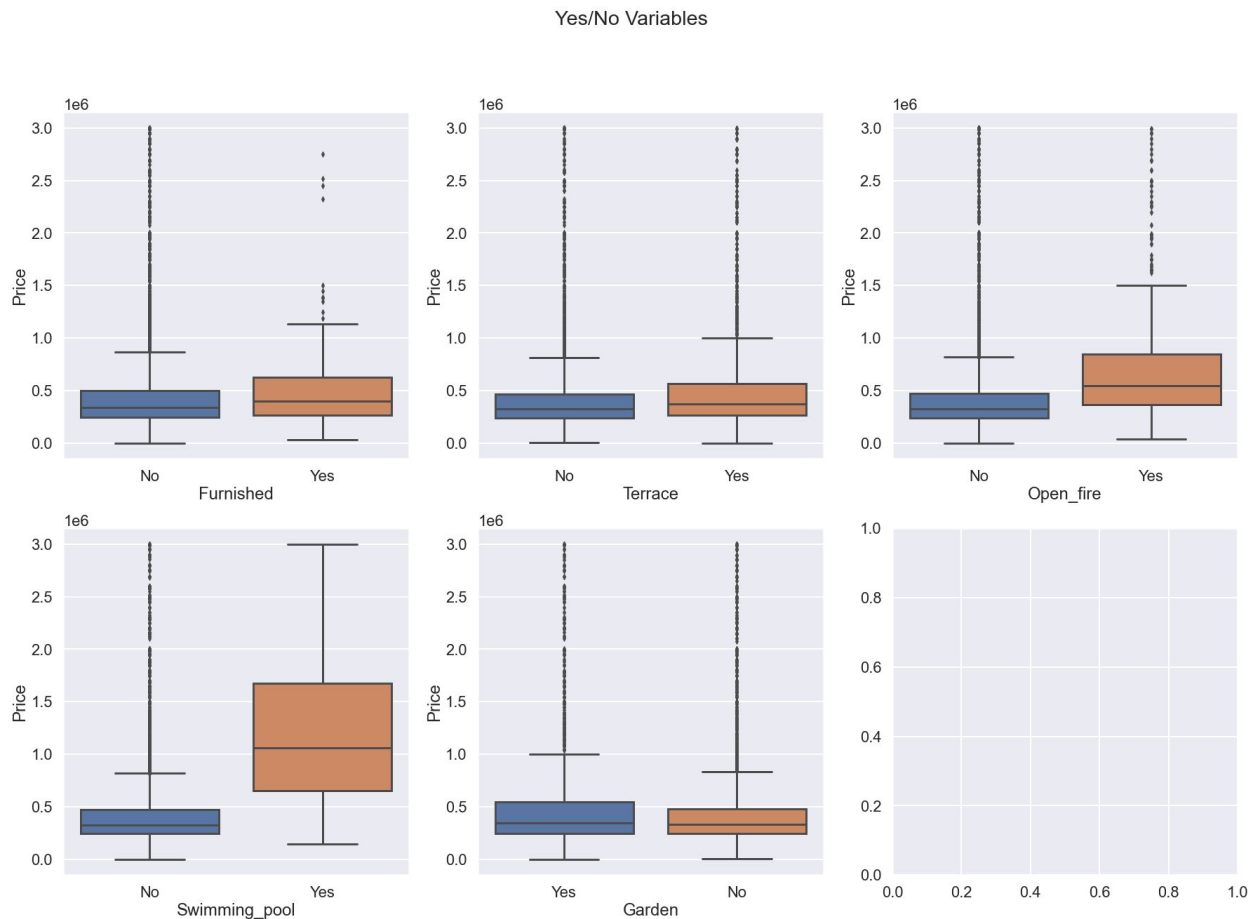 Yes/No Variables
1e6
3.0
2.5
2.0
1.5
1.0
0.5
0.0
Price
No Yes
Furnished
1e6
3.0
2.5
2.0
1.5
1.0
0.5
0.0
Price
No Yes
Terrace
1e6
3.0
2.5
2.0
1.5
1.0
0.5
0.0
Price
No Yes
Open_fire
1e6
3.0
2.5
2.0
1.5
1.0
0.5
0.0
Price
No Yes
Swimming_pool
1e6
3.0
2.5
2.0
1.5
1.0
0.5
0.0
Price
Yes No
Garden
1.0
0.8
0.6
0.4
0.2
0.0
0.0 0.2 0.4 0.6 0.8 1.0